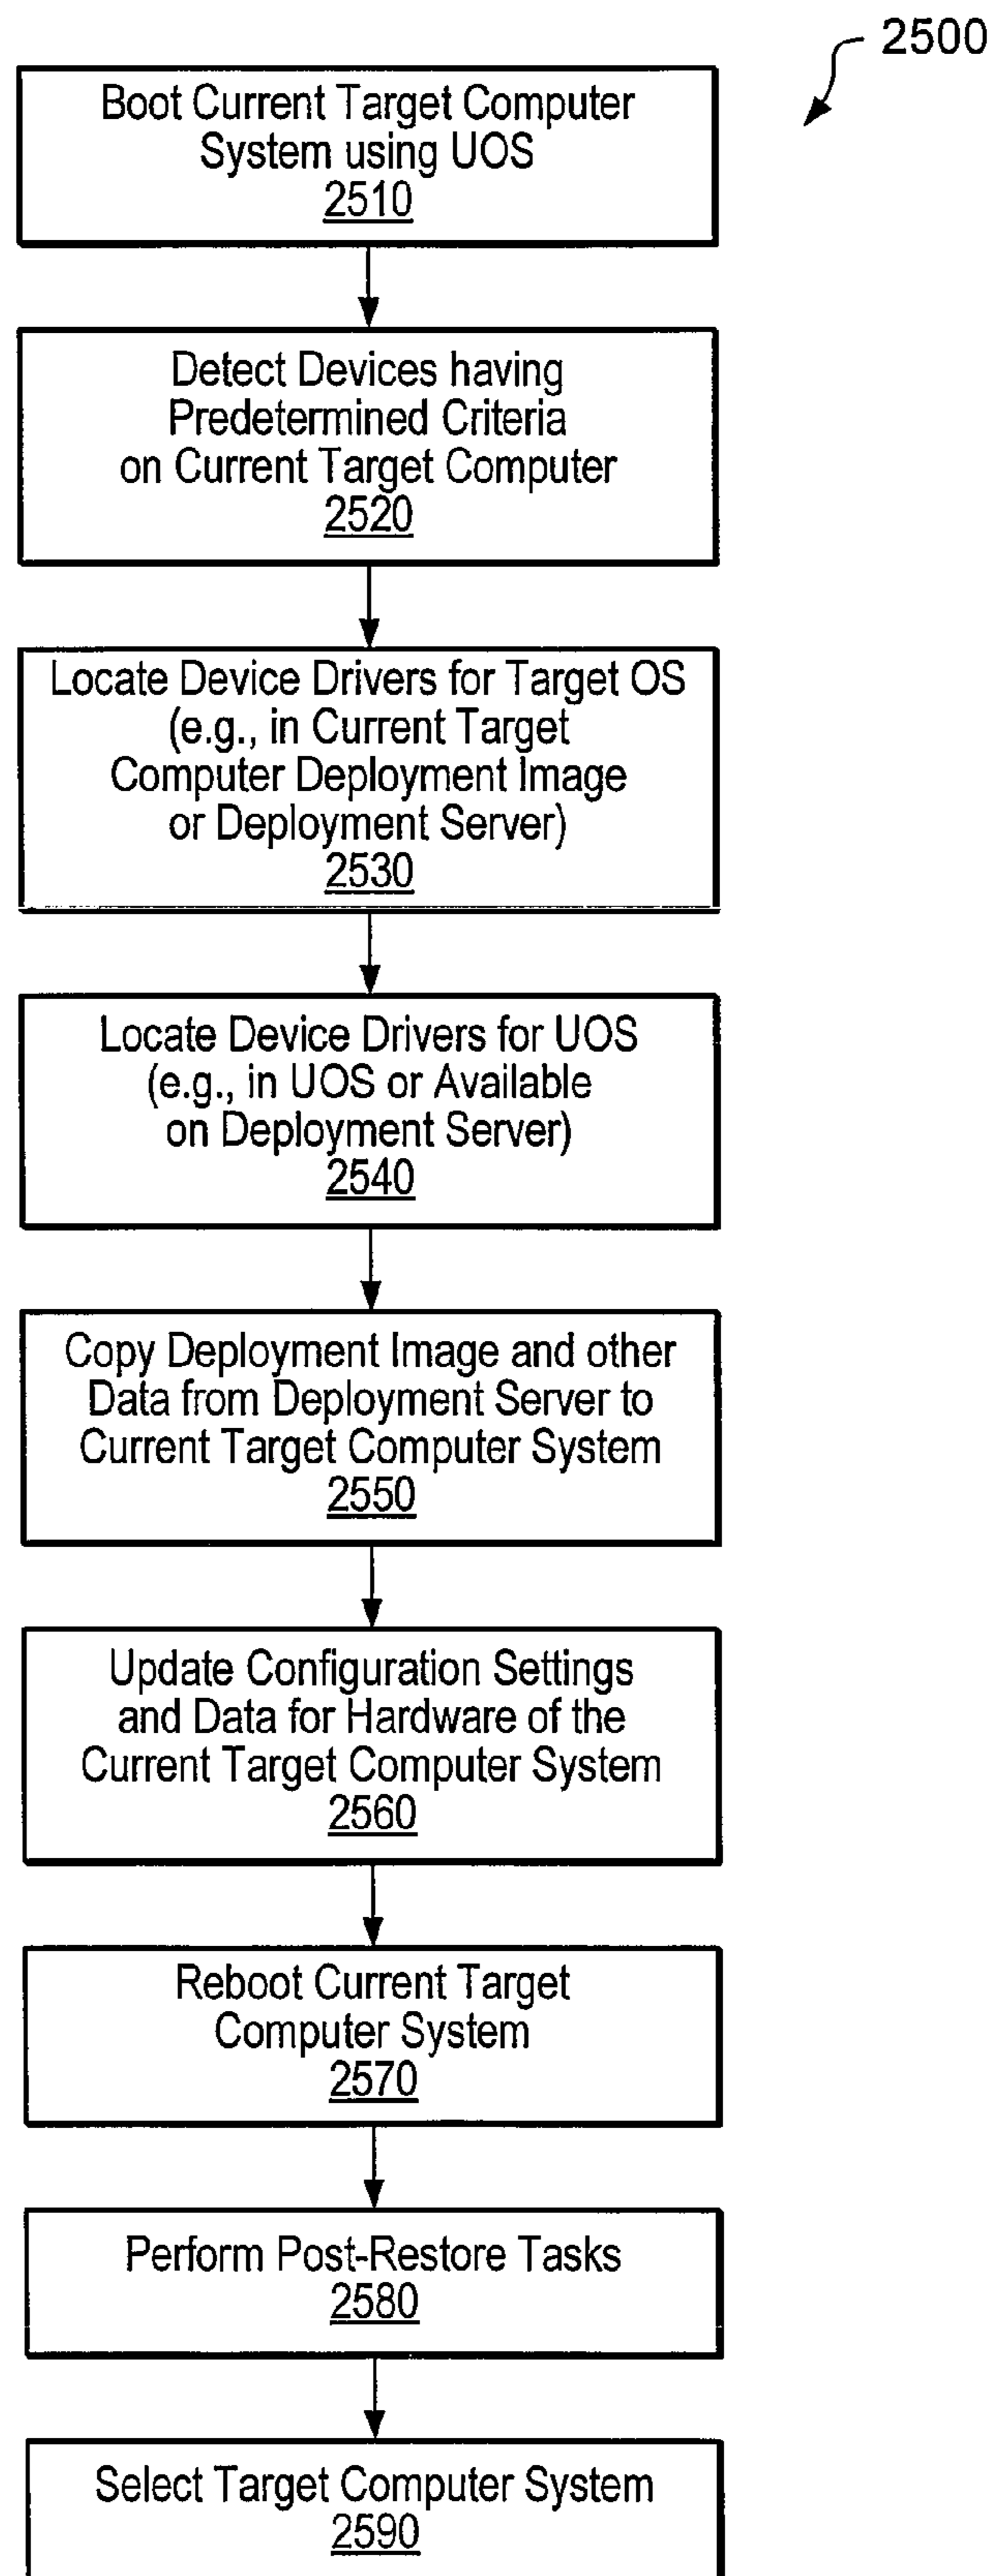 2500
Boot Current Target Computer
System using UOS
2510
Detect Devices having
Predetermined Criteria
on Current Target Computer
2520
Locate Device Drivers for Target OS
(e.g., in Current Target
Computer Deployment Image
or Deployment Server)
2530
Locate Device Drivers for UOS
(e.g., in UOS or Available
on Deployment Server)
2540
Copy Deployment Image and other
Data from Deployment Server to
Current Target Computer System
2550
Update Configuration Settings
and Data for Hardware of the
Current Target Computer System
2560
Reboot Current Target
Computer System
2570
Perform Post-Restore Tasks
2580
Select Target Computer System
2590